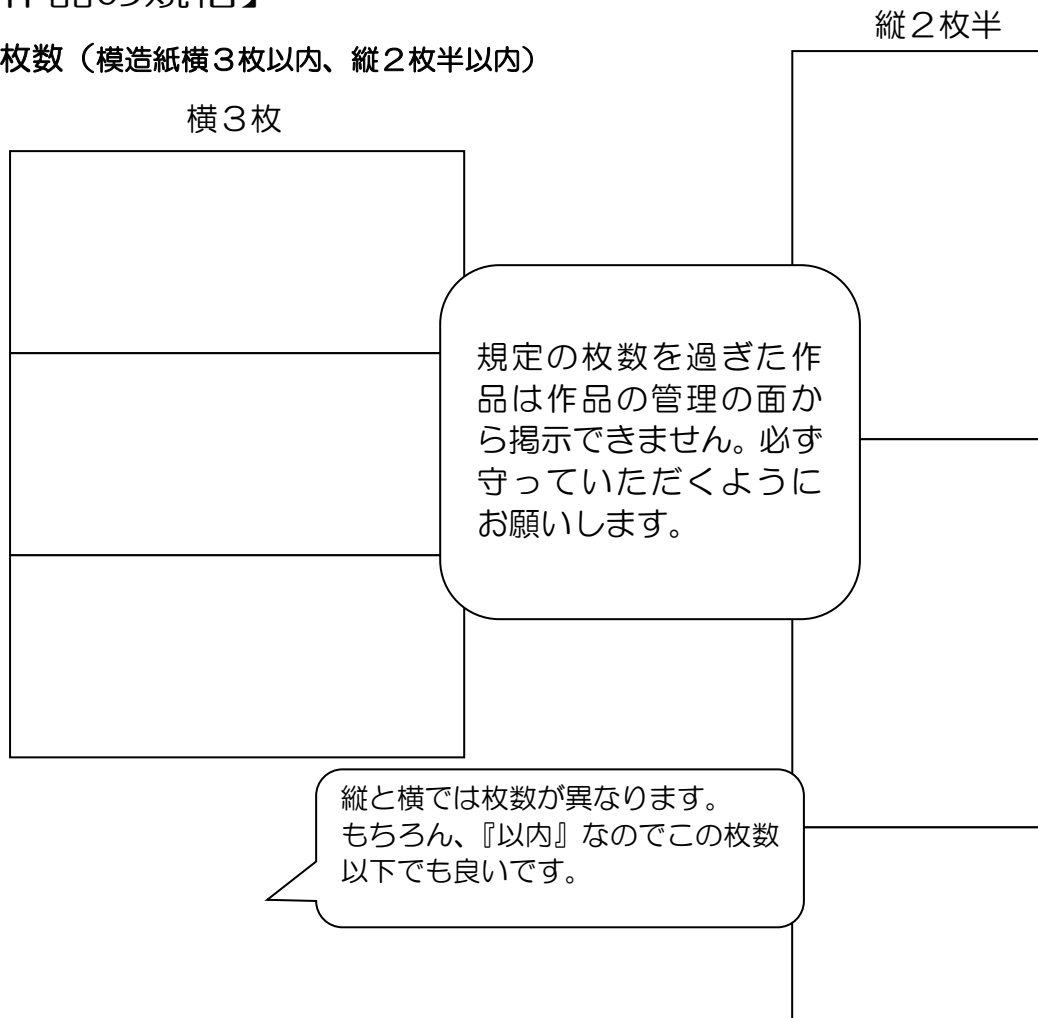 枚数（模造紙横３枚以内、縦２枚半以内）
縦２枚半
横３枚
規定の枚数を過ぎた作
品は作品の管理の面か
ら掲示できません。必ず
守っていただくように
お願いします。
縦と横では枚数が異なります。
もちろん、『以内』なのでこの枚数
以下でも良いです。